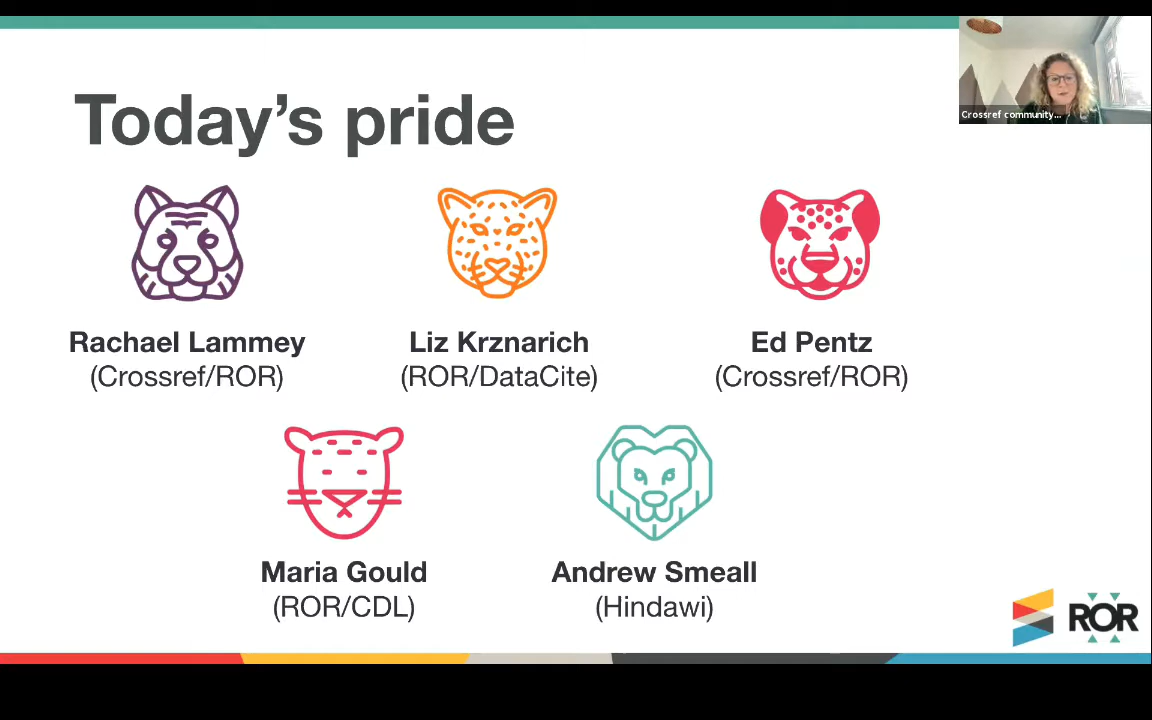 Today's pride
Crossref community...
Rachael Lammey
(Crossref/ROR)
Liz Krznarich
(ROR/DataCite)
Ed Pentz
(Crossref/ROR)
Maria Gould
(ROR/CDL)
Andrew Smeall
(Hindawi)
ROR